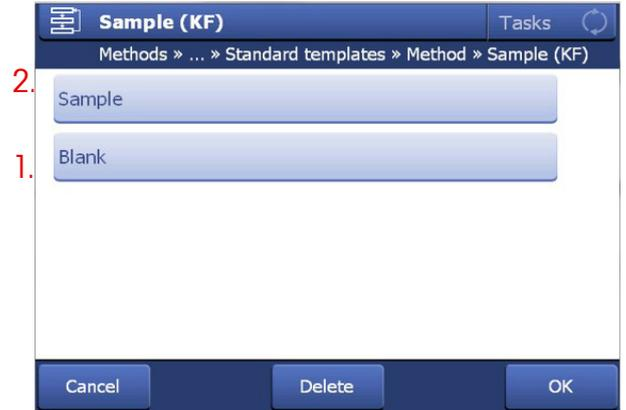 Sample (KF)
Tasks
Methods » ... » Standard templates » Method » Sample (KF)
2.
Sample
1.
Blank
Cancel
Delete
OK